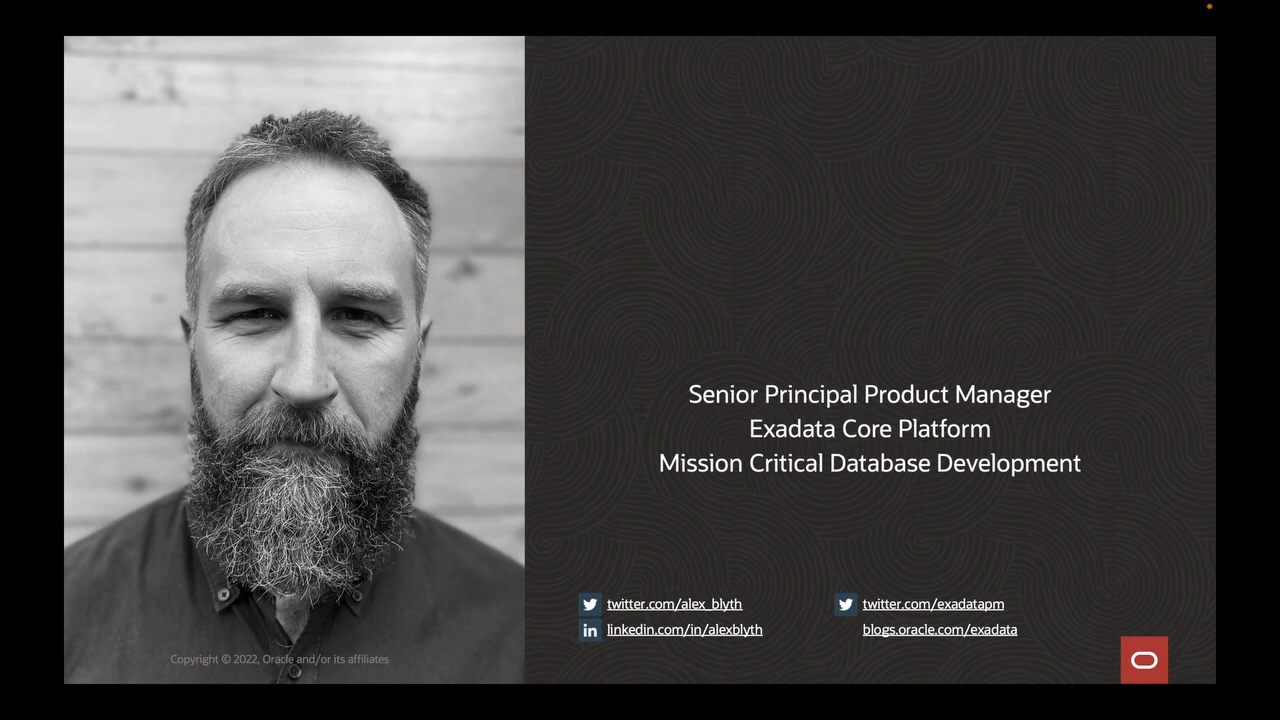 Senior Principal Product Manager
Exadata Core Platform
Mission Critical Database Development
twitter.com/alex_blyth
twitter.com/exadatapm
linkedin.com/in/alexblyth
blogs.oracle.com/exadata
Copyright © 2022, Oracle and/or its affiliates